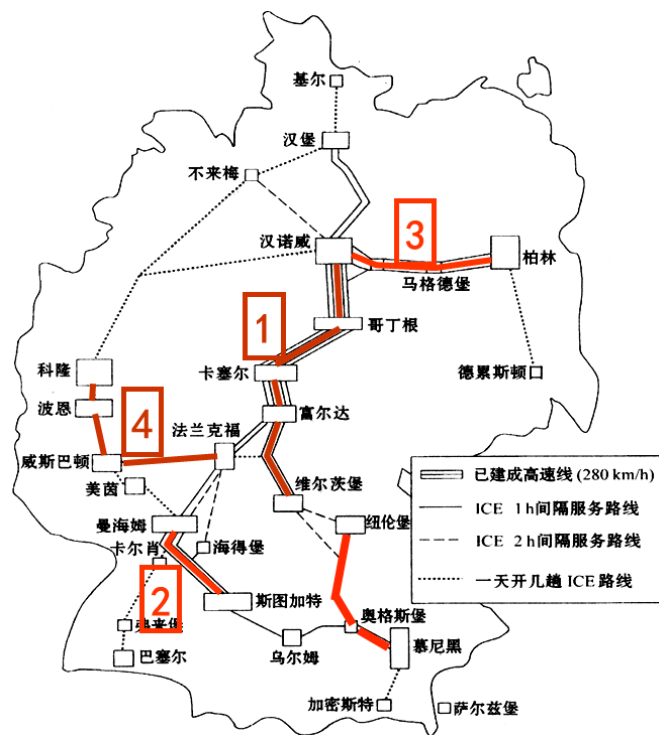 基尔
汉堡
不来梅
汉诺威
3
柏林
马格德堡
1
哥丁根
科隆
卡塞尔
德累斯顿
波恩
4
法兰克福
富尔达
威斯巴顿
美茵
维尔茨堡
纽伦堡
曼海姆
海得堡
卡尔肖
2
斯图加特
奥格斯堡
慕尼黑
乌尔姆
巴塞尔
加密斯特
萨尔兹堡
已建成高速线 (280 km/h)
ICE 1h间隔服务路线
ICE 2h间隔服务路线
一天开几趟 ICE 路线